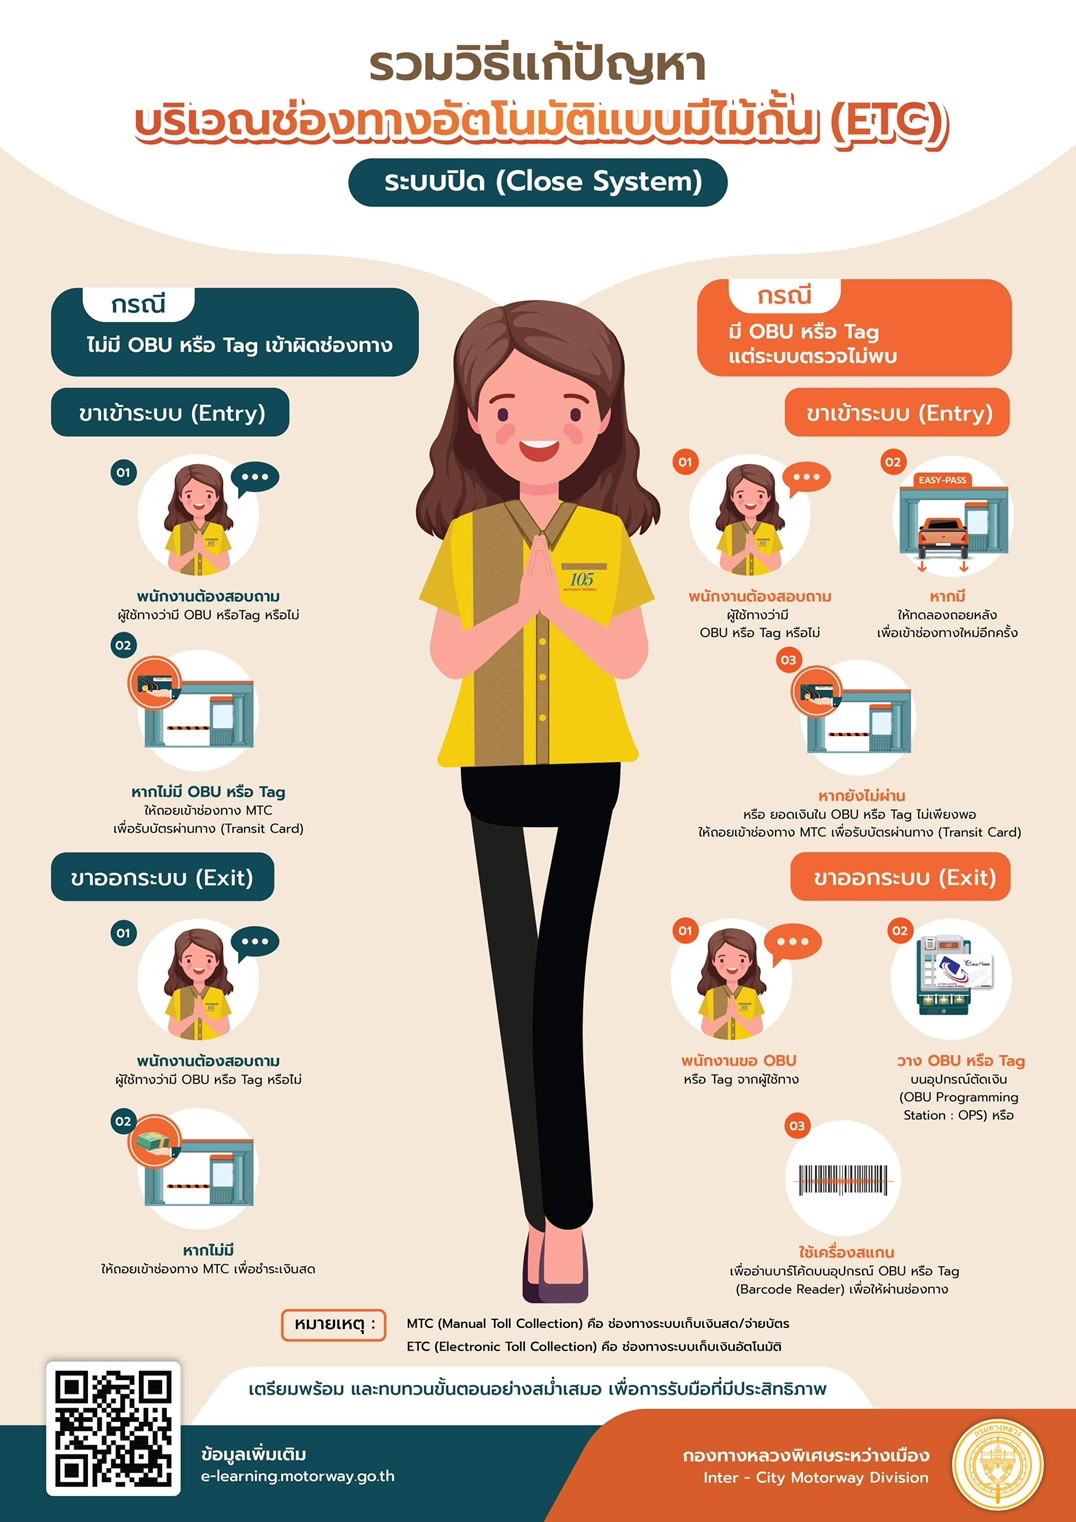 รวมวิธีแก้ปัญหา
บริเวณช่องทางอัตโนมัติแบบมีไม้กั้น (ETC)
ระบบปิด (Close System)
กรณี
ไม่มี OBU หรือ Tag เข้าผิดช่องทาง
ขาเข้าระบบ (Entry)
01
พนักงานต้องสอบถาม
ผู้ใช้ทางว่ามี OBU หรือTag หรือไม่
02
หากไม่มี OBU หรือ Tag
ให้ถอยเข้าช่องทาง MTC
เพื่อรับบัตรผ่านทาง (Transit Card)
ขาออกระบบ (Exit)
01
พนักงานต้องสอบถาม
ผู้ใช้ทางว่ามี OBU หรือ Tag หรือไม่
02
หากไม่มี
ให้ถอยเข้าช่องทาง MTC เพื่อชำระเงินสด
105
MOTORWAY DIVISION
กรณี
มี OBU หรือ Tag
แต่ระบบตรวจไม่พบ
ขาเข้าระบบ (Entry)
01
พนักงานต้องสอบถาม
ผู้ใช้ทางว่ามี
OBU หรือ Tag หรือไม่
02
EASY-PASS
หากมี
ให้ทดลองถอยหลัง
เพื่อเข้าช่องทางใหม่อีกครั้ง
03
หากยังไม่ผ่าน
หรือ ยอดเงินใน OBU หรือ Tag ไม่เพียงพอ
ให้ถอยเข้าช่องทาง MTC เพื่อรับบัตรผ่านทาง (Transit Card)
ขาออกระบบ (Exit)
01
พนักงานขอ OBU
หรือ Tag จากผู้ใช้ทาง
02
วาง OBU หรือ Tag
บนอุปกรณ์ตัดเงิน
(OBU Programming
Station : OPS) หรือ
03
ใช้เครื่องสแกน
เพื่ออ่านบาร์โค้ดบนอุปกรณ์ OBU หรือ Tag
(Barcode Reader) เพื่อให้ผ่านช่องทาง
หมายเหตุ :
MTC (Manual Toll Collection) คือ ช่องทางระบบเก็บเงินสด/จ่ายบัตร
ETC (Electronic Toll Collection) คือ ช่องทางระบบเก็บเงินอัตโนมัติ
เตรียมพร้อม และทบทวนขั้นตอนอย่างสม่ำเสมอ เพื่อการรับมือที่มีประสิทธิภาพ
ข้อมูลเพิ่มเติม
e-learning.motorway.go.th
กองทางหลวงพิเศษระหว่างเมือง
Inter - City Motorway Division
กรมทางหลวง